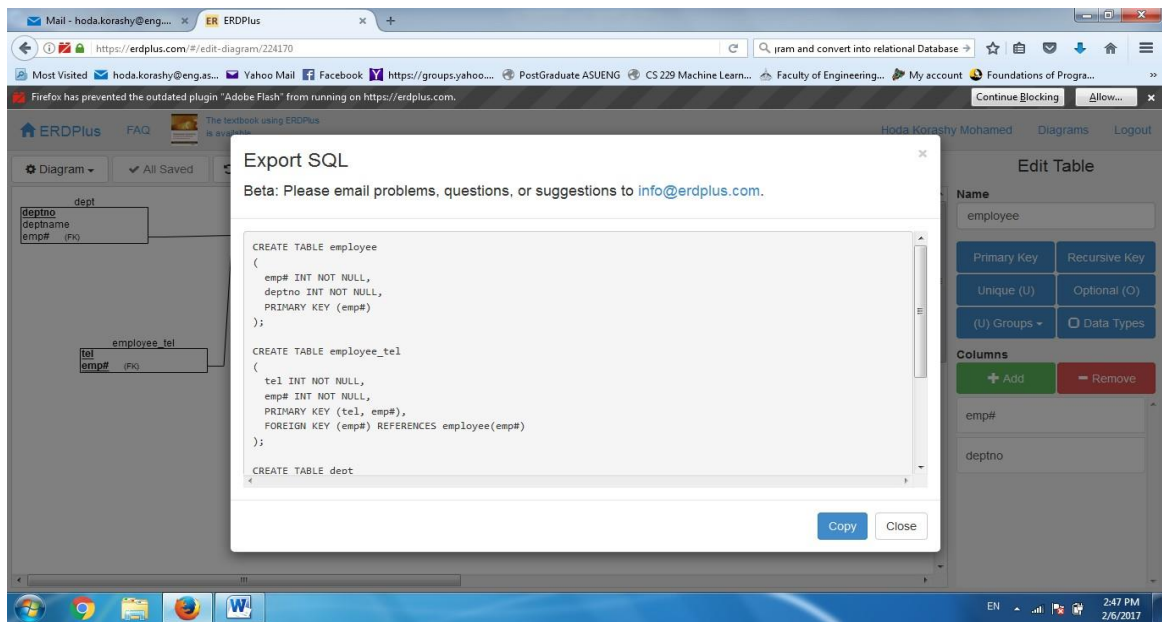 Mail - hoda.korashy@eng....
ER ERDPlus
https://erdplus.com/#/edit-diagram/224170
ram and convert into relational Database
Most Visited hoda.korashy@eng.as... Yahoo Mail Facebook https://groups.yahoo.... PostGraduate ASUENG CS 229 Machine Learn... Faculty of Engineering... My account Foundations of Progra... »
Firefox has prevented the outdated plugin "Adobe Flash" from running on https://erdplus.com. Continue Blocking Allow...
ERDPlus FAQ The textbook using ERDPlus
is available
Hoda Korashy Mohamed Diagrams Logout
Diagram All Saved
Edit Table
Export SQL
Beta: Please email problems, questions, or suggestions to info@erdplus.com.
CREATE TABLE employee
(
emp# INT NOT NULL,
deptno INT NOT NULL,
PRIMARY KEY (emp#)
);
CREATE TABLE employee_tel
(
tel INT NOT NULL,
emp# INT NOT NULL,
PRIMARY KEY (tel, emp#),
FOREIGN KEY (emp#) REFERENCES employee(emp#)
);
CREATE TABLE dept
Copy Close
dept
deptno
deptname
emp# (FK)
employee_tel
tel
emp# (FK)
Name
employee
Primary Key Recursive Key
Unique (U) Optional (O)
(U) Groups Data Types
Columns
Add Remove
emp#
deptno
EN
2:47 PM
2/6/2017